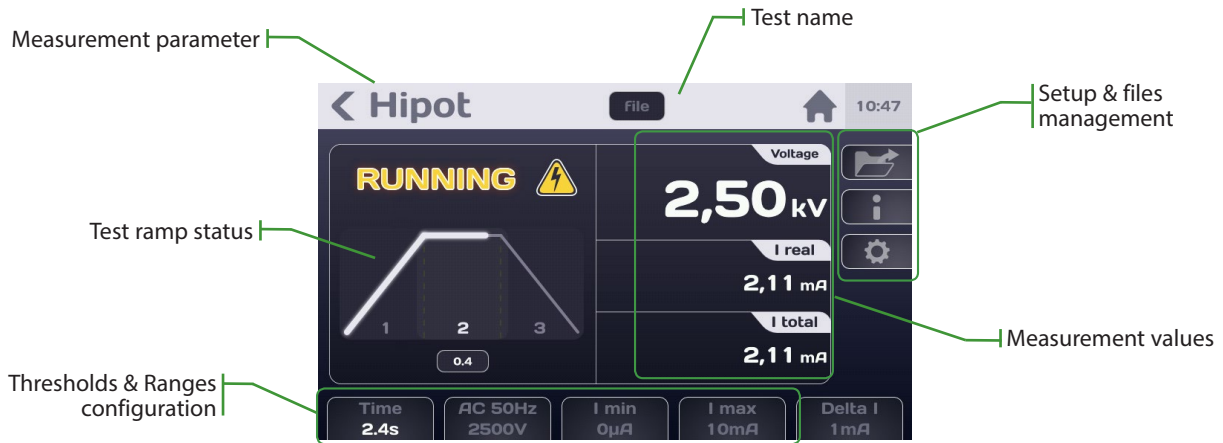 Test name
Measurement parameter
Hipot
File
10:47
Setup & files
management
Voltage
RUNNING
2,50 kV
Test ramp status
I real
2,11 mA
I total
1
2
3
2,11 mA
0.4
Measurement values
Thresholds & Ranges
configuration
Time
2.4s
AC 50Hz
2500V
I min
0µA
I max
10mA
Delta I
1mA